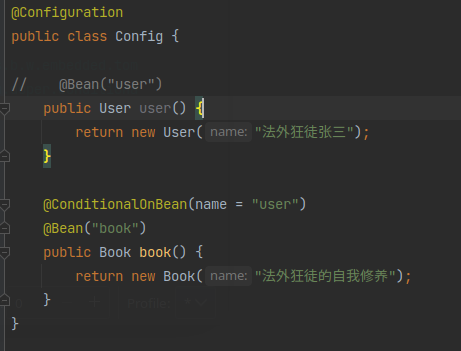 @Configuration
public class Config {
//    @Bean("user")
    public User user() {
        return new User( name: "法外狂徒张三");
    }
    @ConditionalOnBean(name = "user")
    @Bean("book")
    public Book book() {
        return new Book( name: "法外狂徒的自我修养");
    }
}